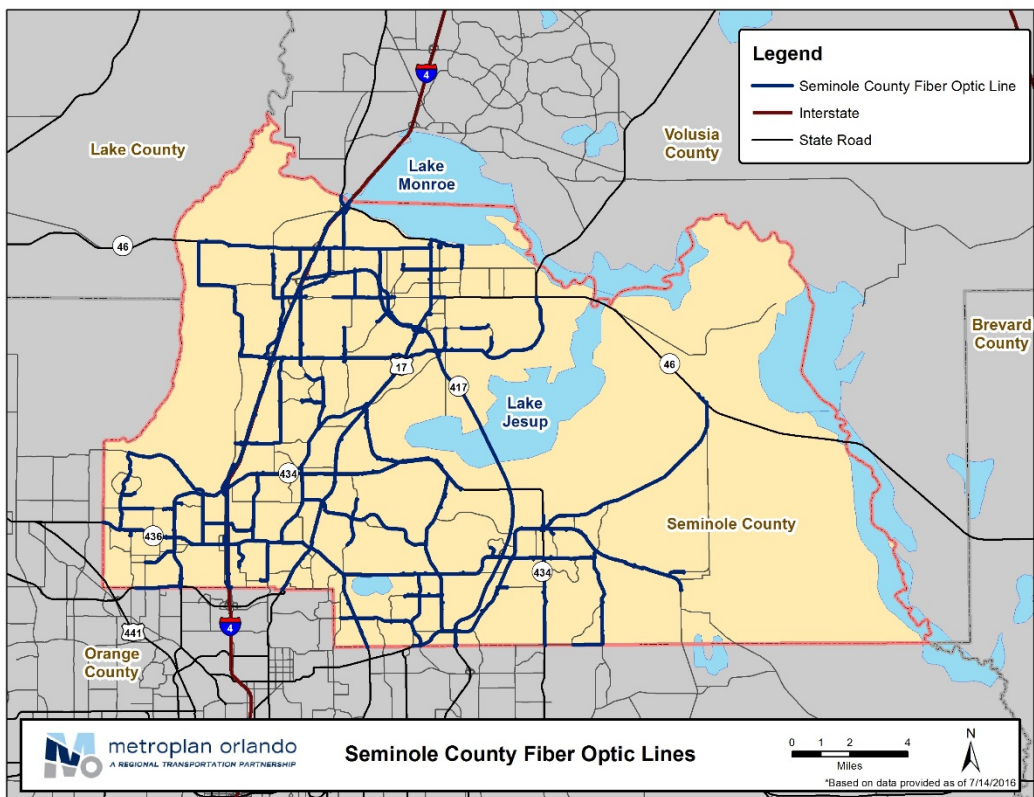 Legend
Seminole County Fiber Optic Line
Interstate
State Road
4
Lake County
Volusia
County
Lake
Monroe
46
Brevard
County
17
46
417
Lake
Jesup
434
Seminole County
436
434
441
4
Orange
County
metroplan orlando
A REGIONAL TRANSPORTATION PARTNERSHIP
Seminole County Fiber Optic Lines
0 1 2 4
Miles
N
*Based on data provided as of 7/14/2016